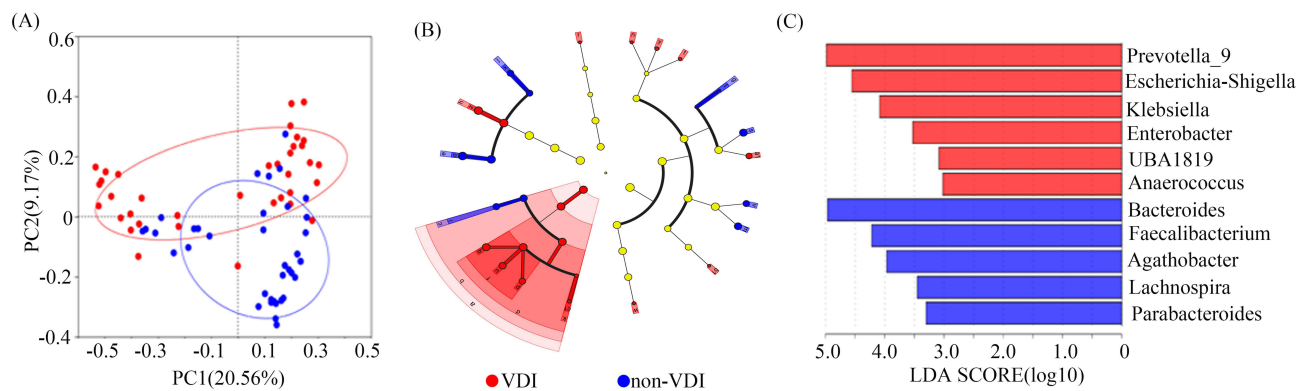 (A)
0.6
0.4
0.2
0
-0.2
-0.4
PC2(9.17%)
-0.5
-0.3
-0.1
0.1
0.3
0.5
PC1(20.56%)
(B)
VDI
non-VDI
(C)
Prevotella_9
Escherichia-Shigella
Klebsiella
Enterobacter
UBA1819
Anaerococcus
Bacteroides
Faecalibacterium
Agathobacter
Lachnospira
Parabacteroides
5.0
4.0
3.0
2.0
1.0
0
LDA SCORE(log10)